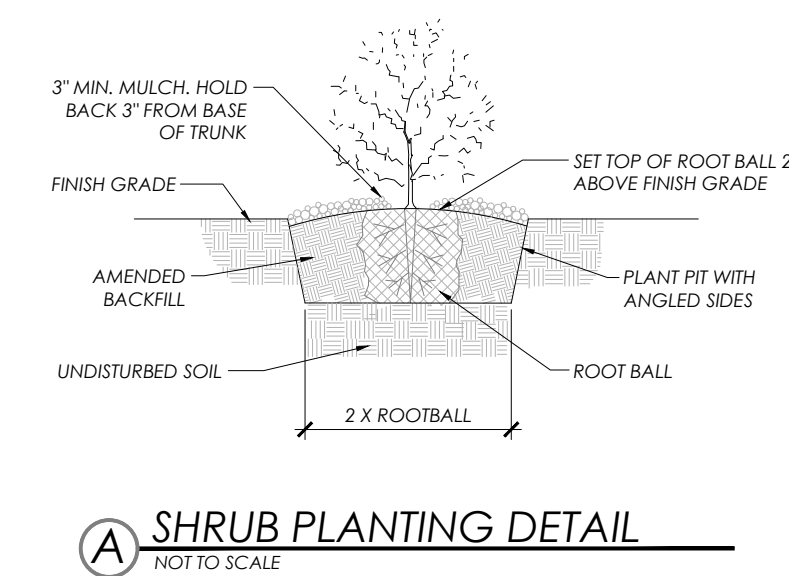 3" MIN. MULCH. HOLD
BACK 3" FROM BASE
OF TRUNK
FINISH GRADE
AMENDED
BACKFILL
UNDISTURBED SOIL
SET TOP OF ROOT BALL 2
ABOVE FINISH GRADE
PLANT PIT WITH
ANGLED SIDES
ROOT BALL
2 X ROOTBALL
A
SHRUB PLANTING DETAIL
NOT TO SCALE